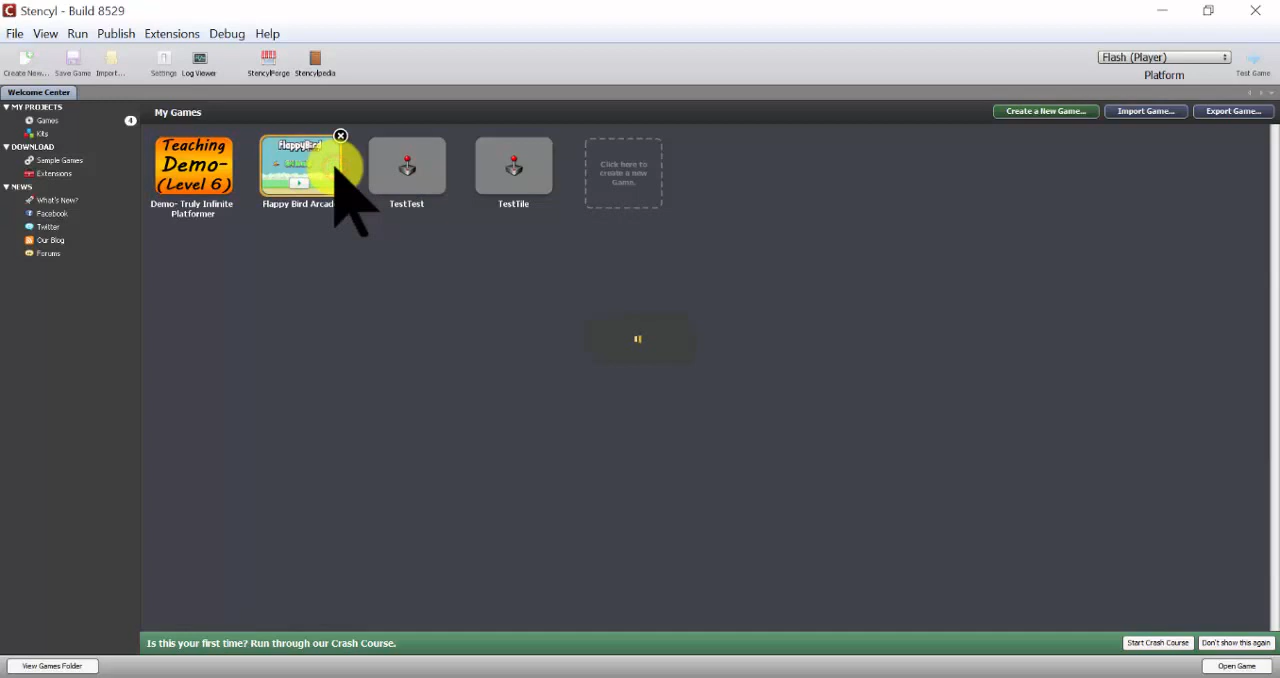 Stencyl - Build 8529
File View Run Publish Extensions Debug Help
Create New... Save Game Import... Settings Log Viewer StencylForge Stencylpedia
Flash (Player)
Platform
Test Game
Welcome Center
MY PROJECTS
Games 4
Kits
DOWNLOAD
Sample Games
Extensions
NEWS
What's New?
Facebook
Twitter
Our Blog
Forums
My Games
Create a New Game... Import Game... Export Game...
Teaching
Demo-
(Level 6)
Demo- Truly Infinite
Platformer
FlappyBird
Flappy Bird Arcad
TestTest
TestTile
Click here to
create a new
Game.
Is this your first time? Run through our Crash Course.
Start Crash Course Don't show this again
View Games Folder
Open Game